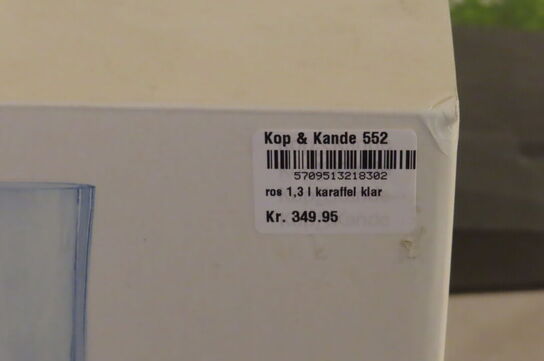 Kop & Kande 552
5709513218302
ros 1,3 l karaffel klar
Kr. 349.95